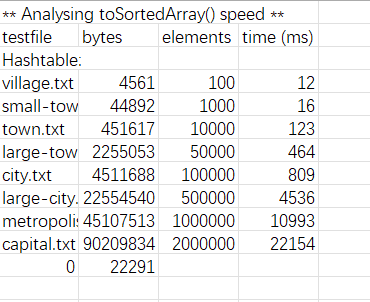 ** Analysing toSortedArray() speed **
testfile bytes elements time (ms)
Hashtable:
village.txt 4561 100 12
small-tow 44892 1000 16
town.txt 451617 10000 123
large-tow 2255053 50000 464
city.txt 4511688 100000 809
large-city. 22554540 500000 4536
metropoli 45107513 1000000 10993
capital.txt 90209834 2000000 22154
0 22291